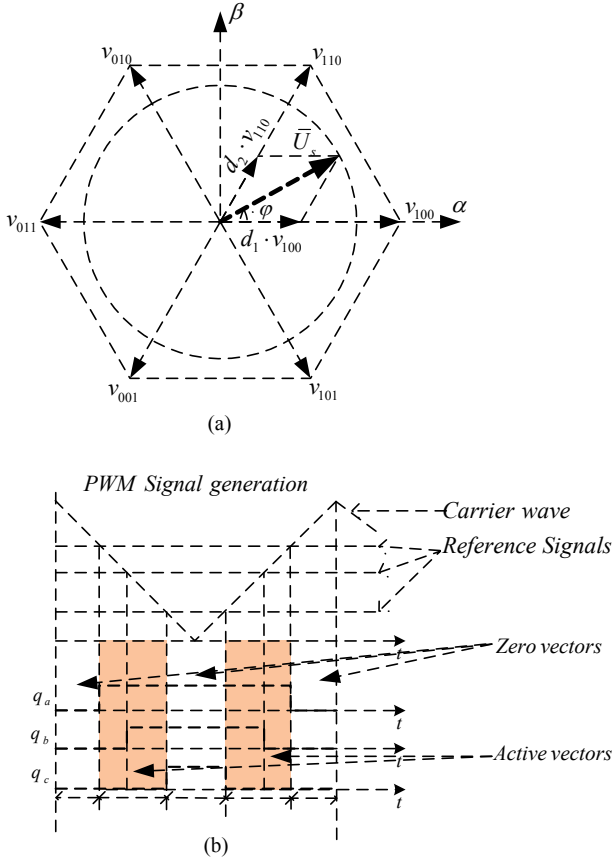 β
v010
v110
d2 · v110
Ūs
φ
v011
v100
α
d1 · v100
v001
v101
(a)
PWM Signal generation
Carrier wave
Reference Signals
t
Zero vectors
qa
t
qb
t
Active vectors
qc
t
(b)